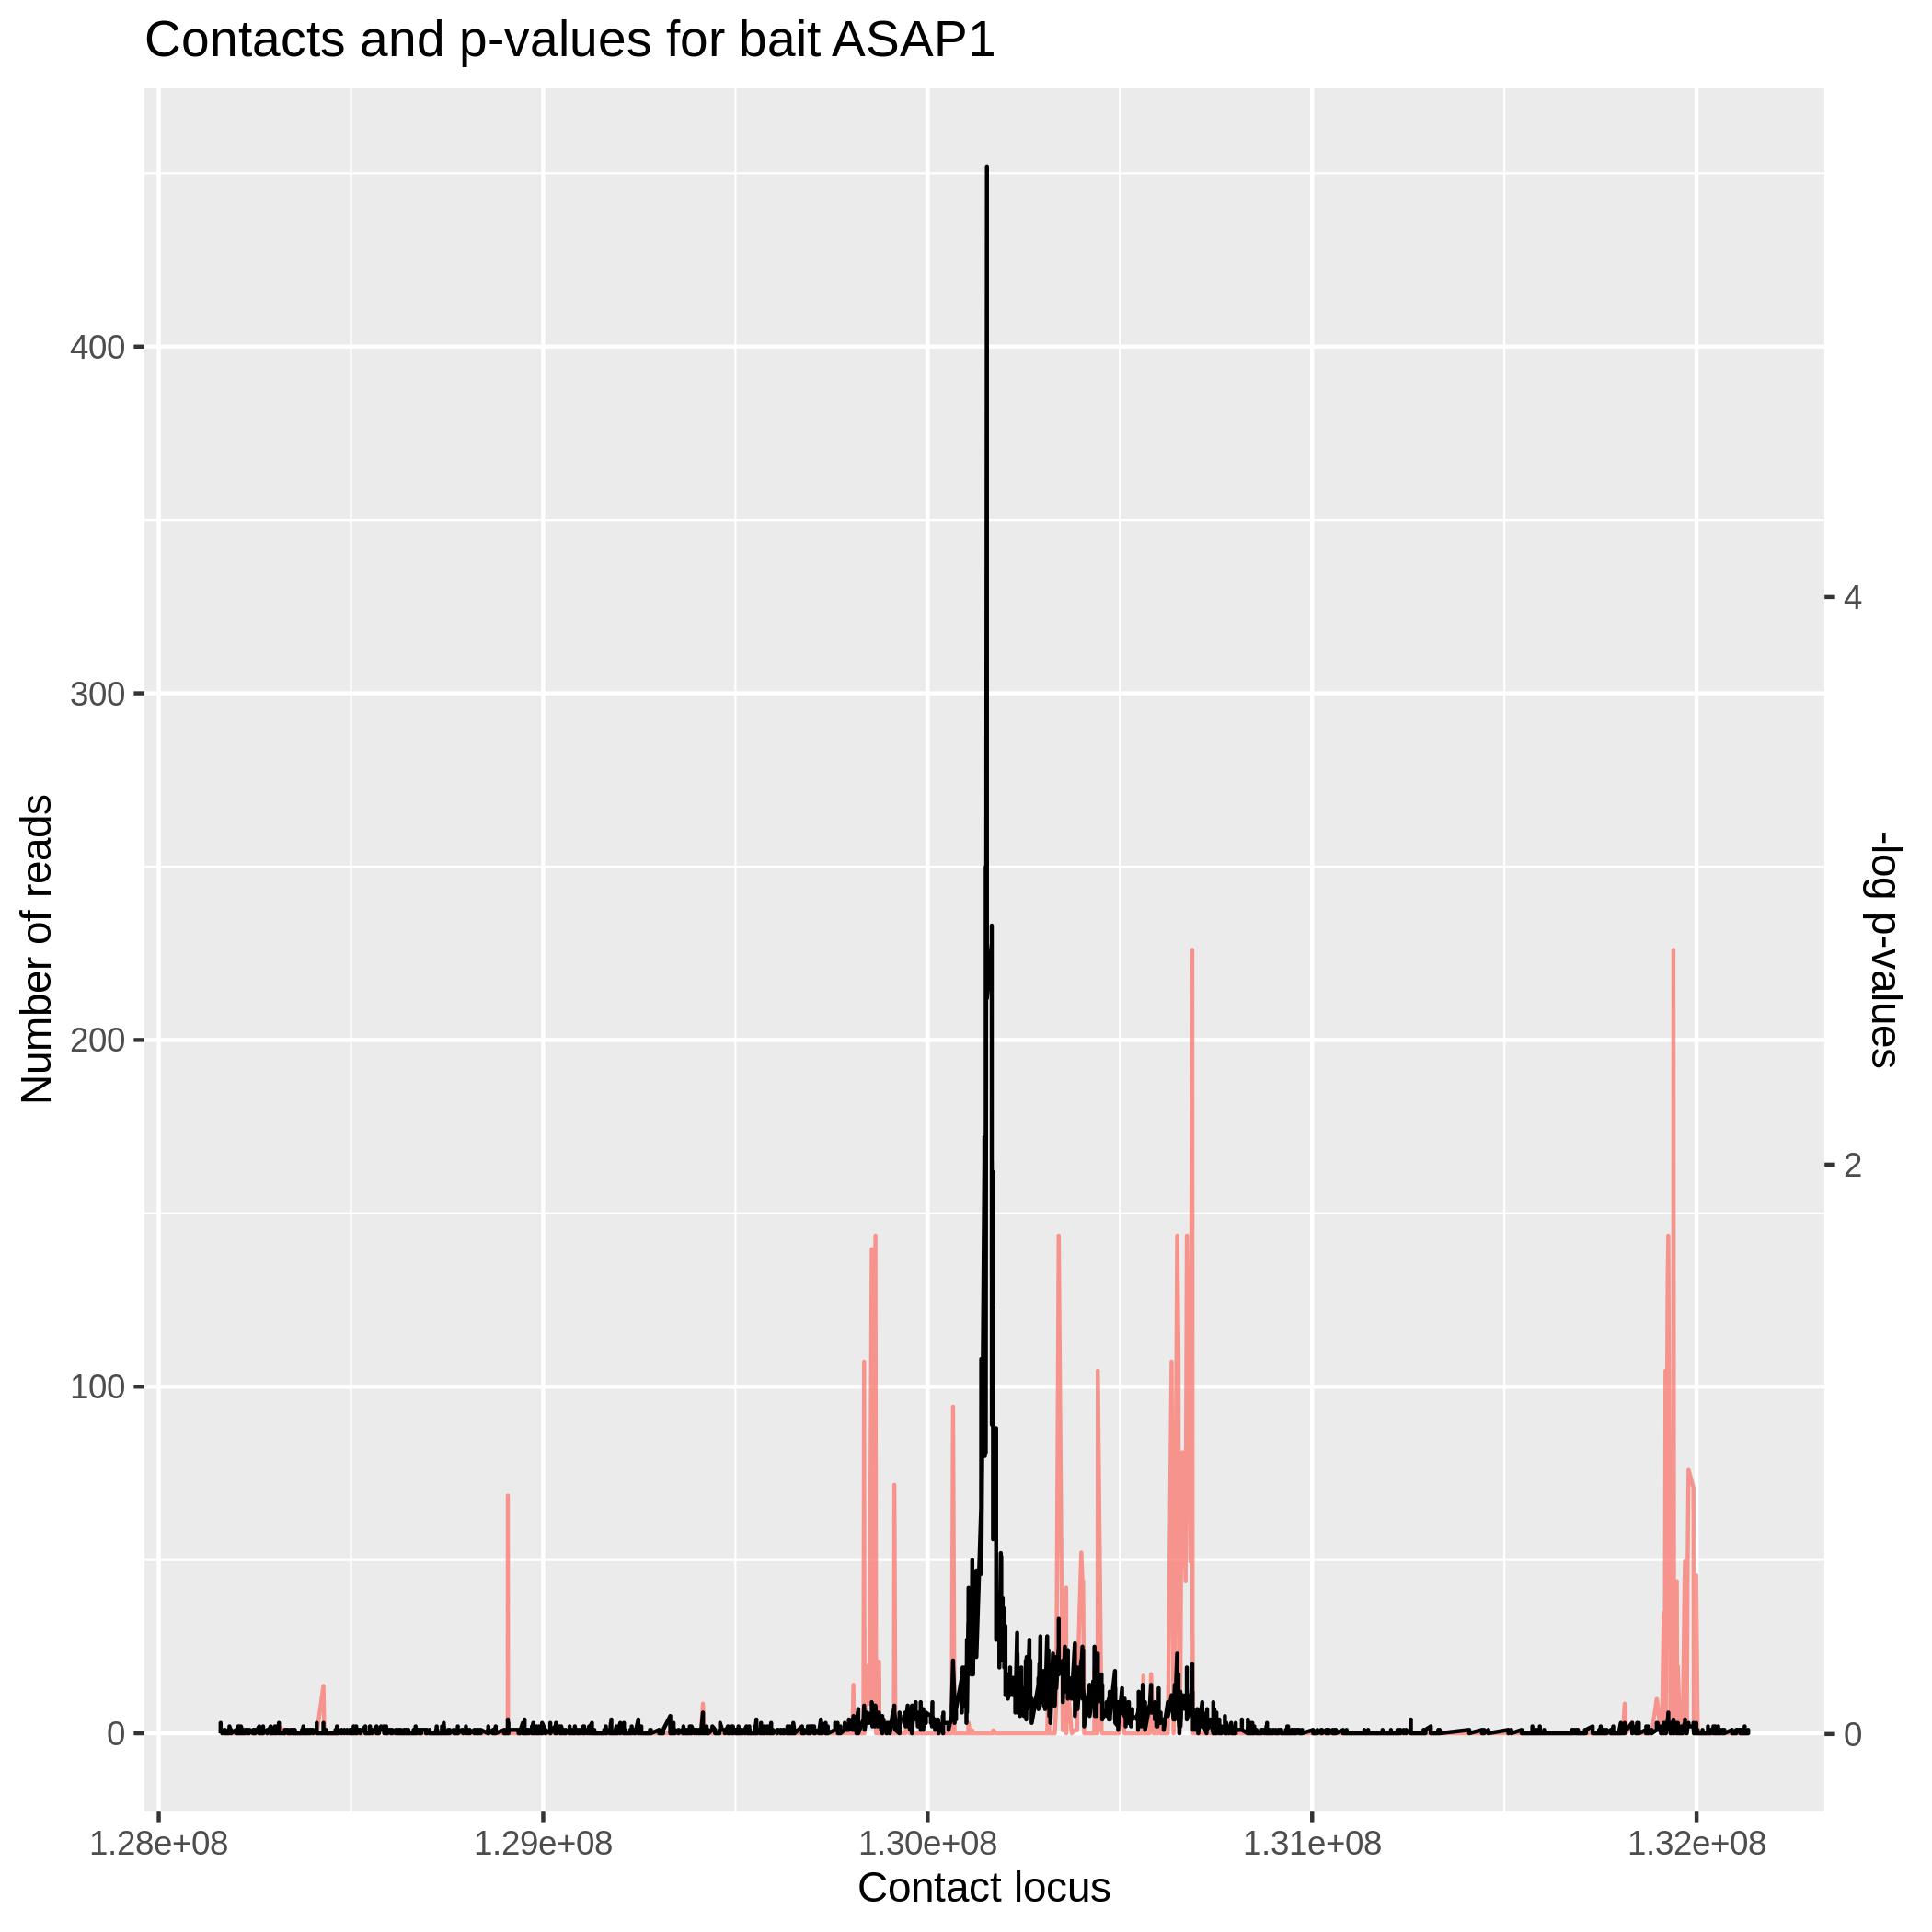 Contacts and p-values for bait ASAP1
Number of reads
400
300
200
100
0
4
2
0
-log p-values
1.28e+08
1.29e+08
1.30e+08
1.31e+08
1.32e+08
Contact locus